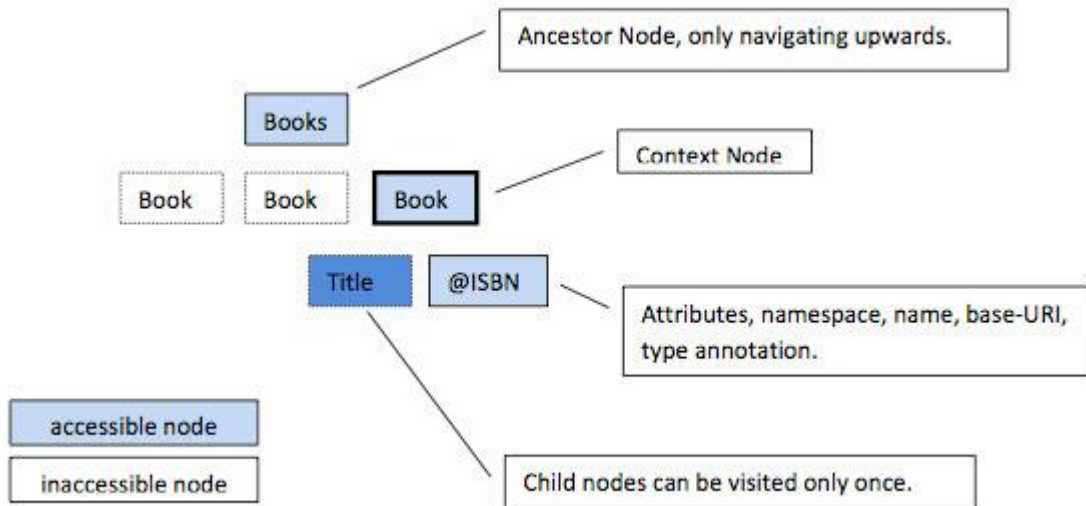 Ancestor Node, only navigating upwards.
Books
Context Node
Book
Book
Book
Title
@ISBN
Attributes, namespace, name, base-URI,
type annotation.
accessible node
inaccessible node
Child nodes can be visited only once.